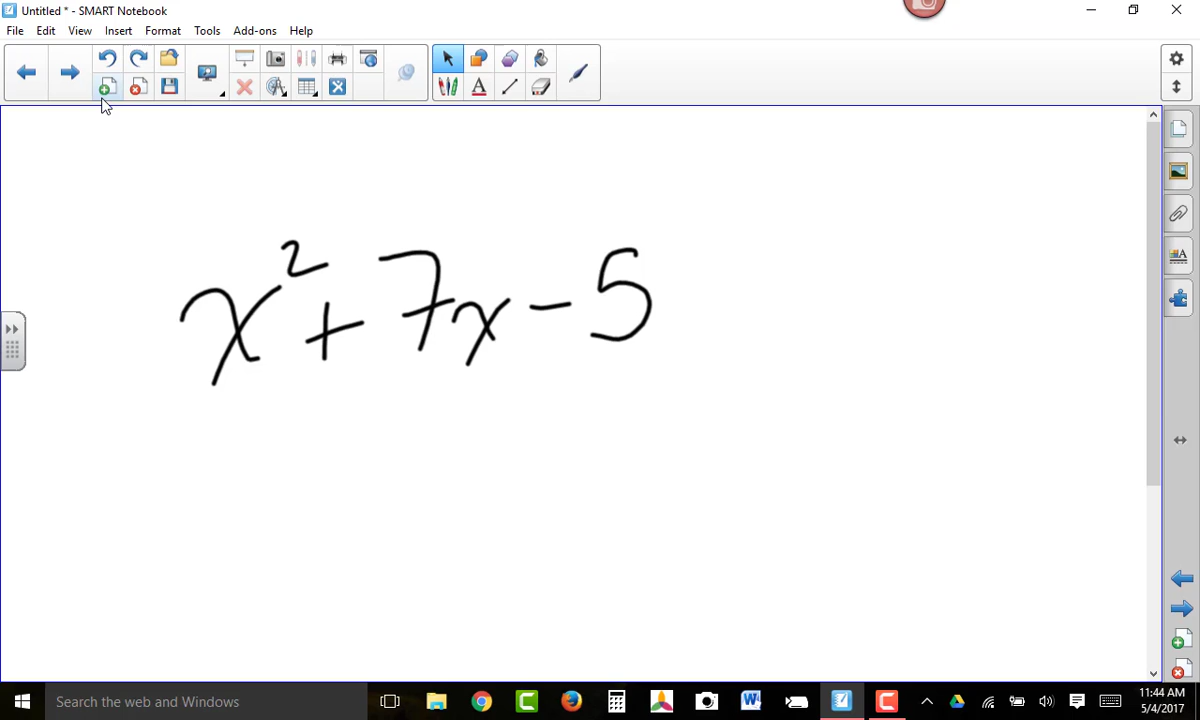 Untitled * - SMART Notebook
File Edit View Insert Format Tools Add-ons Help
x² + 7x - 5
Search the web and Windows
11:44 AM
5/4/2017